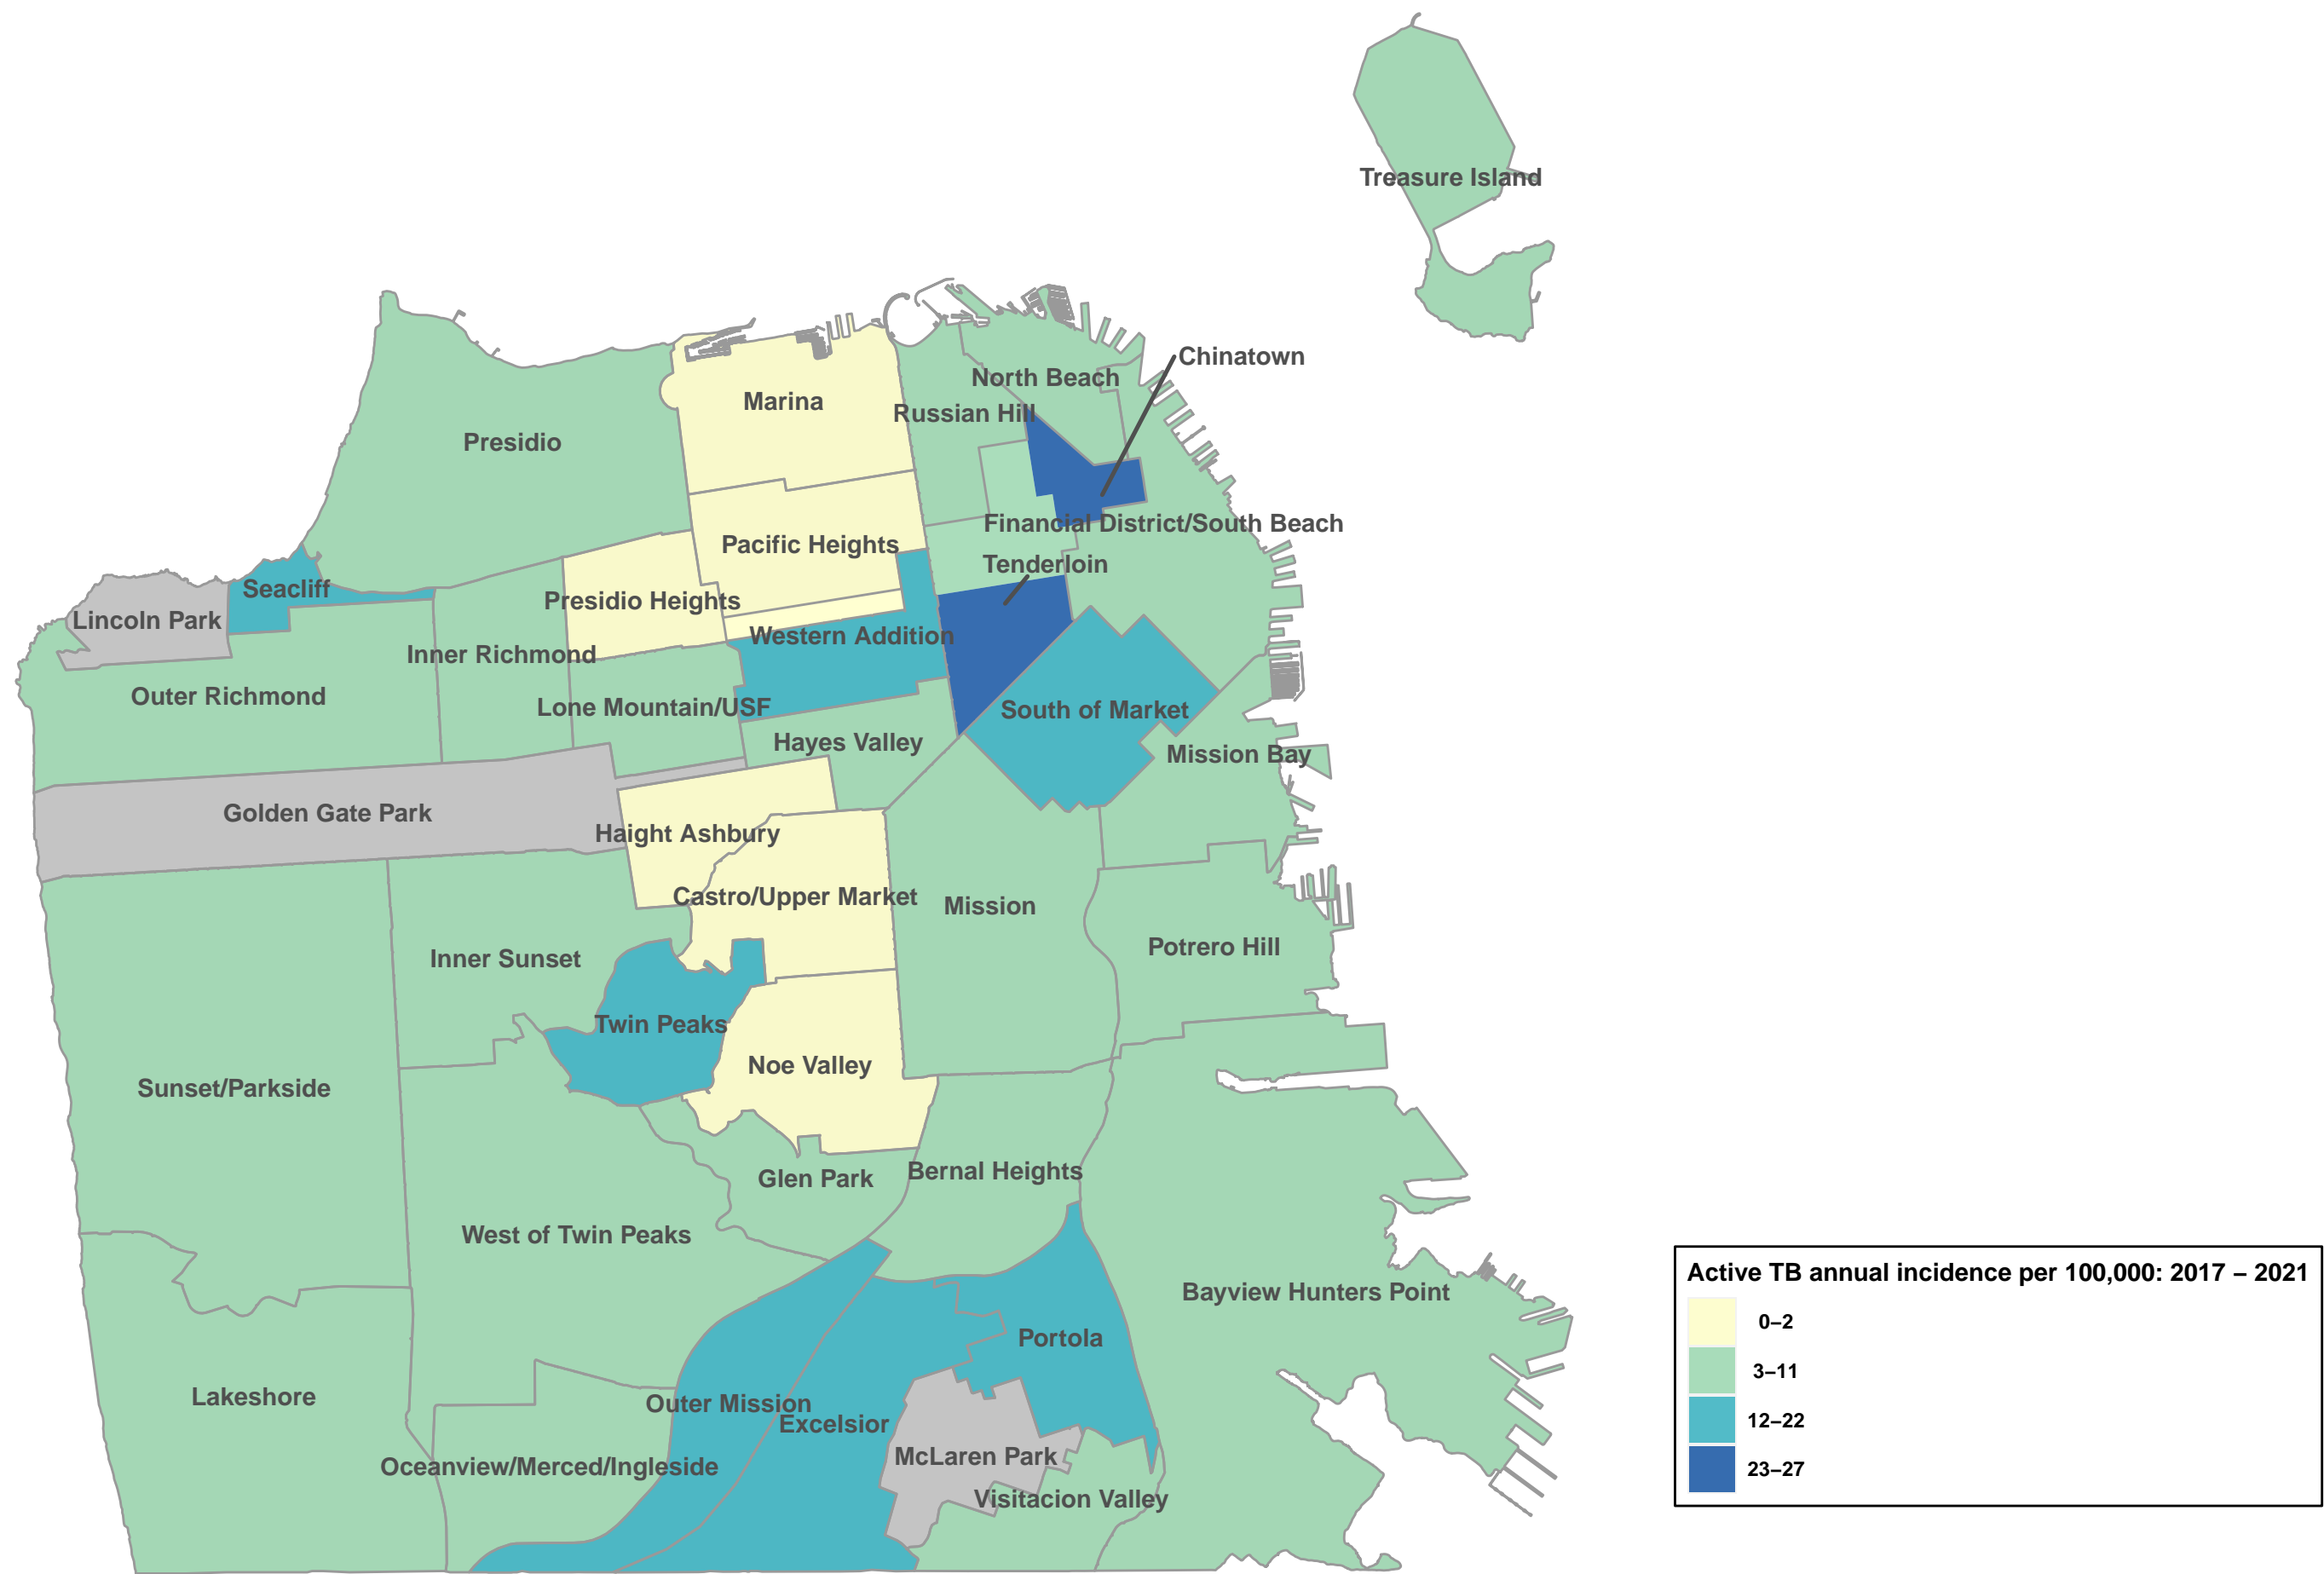 Treasure Island
Chinatown
North Beach
Marina
Russian Hill
Presidio
Financial District/South Beach
Pacific Heights
Tenderloin
Seacliff
Presidio Heights
Lincoln Park
Western Addition
Inner Richmond
Outer Richmond
Lone Mountain/USF
South of Market
Hayes Valley
Mission Bay
Golden Gate Park
Haight Ashbury
Castro/Upper Market
Mission
Potrero Hill
Inner Sunset
Twin Peaks
Noe Valley
Sunset/Parkside
Bernal Heights
Glen Park
West of Twin Peaks
Bayview Hunters Point
Portola
Lakeshore
Outer Mission
Excelsior
McLaren Park
Oceanview/Merced/Ingleside
Visitacion Valley
Active TB annual incidence per 100,000: 2017 – 2021
0–2
3–11
12–22
23–27